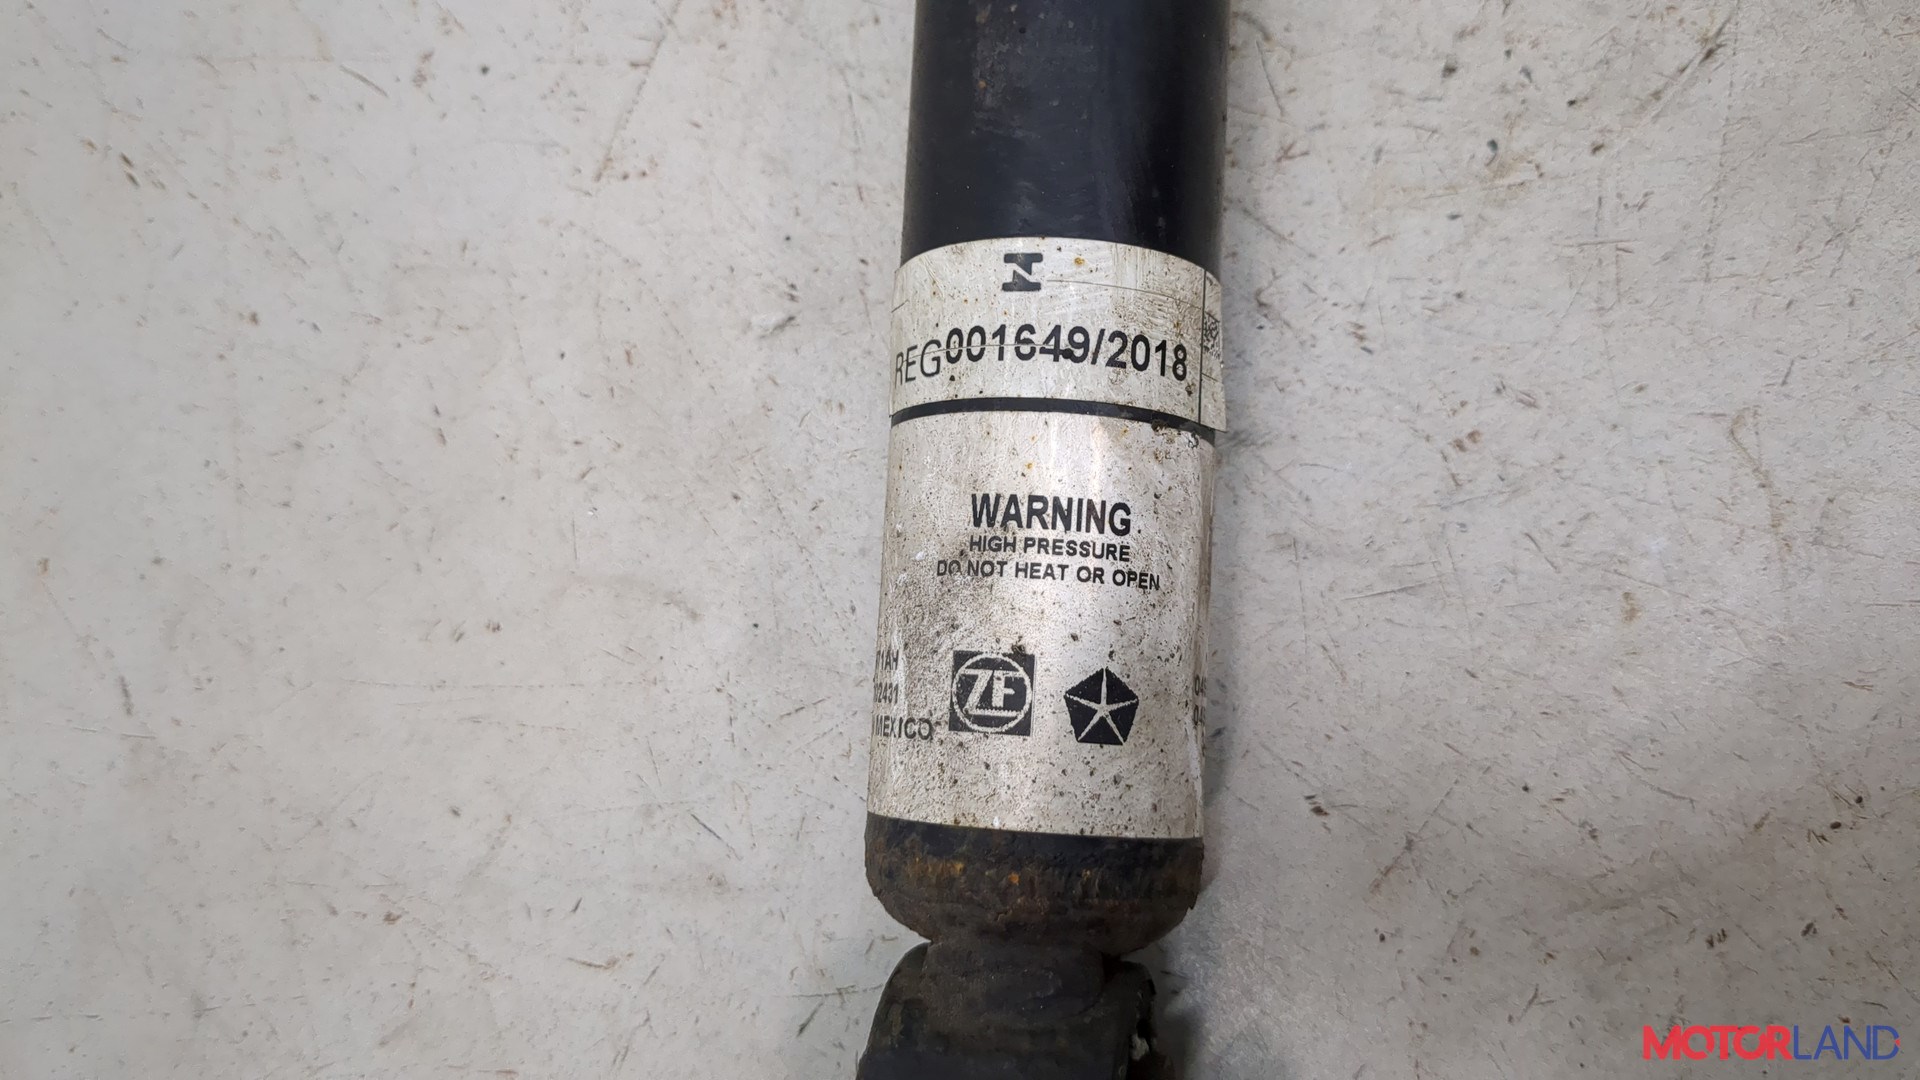 N
REG001649/2018
WARNING
HIGH PRESSURE
DO NOT HEAT OR OPEN
ZF
MEXICO
MOTORLAND